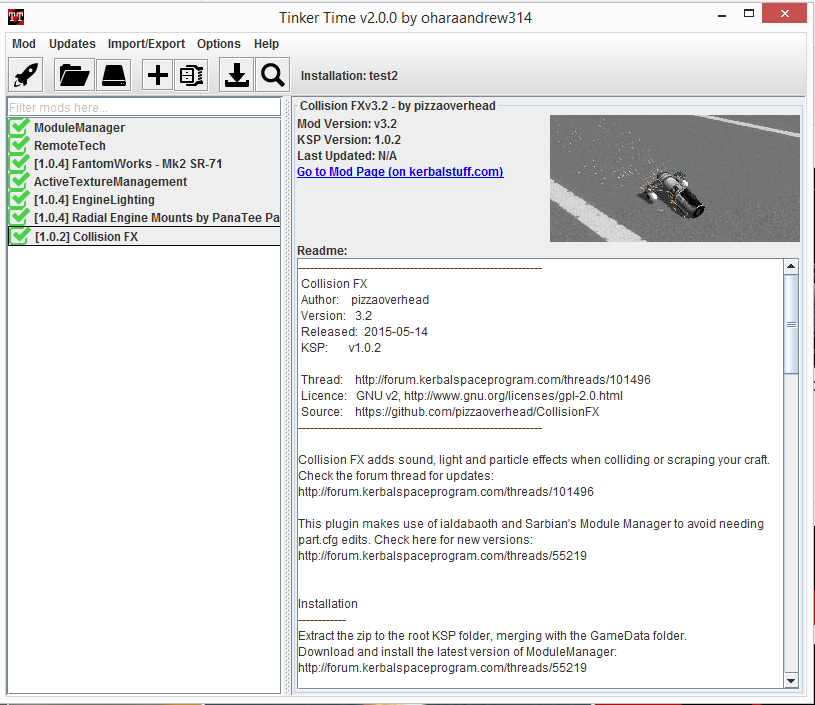 TT
Tinker Time v2.0.0 by oharaandrew314
Mod Updates Import/Export Options Help
Installation: test2
Filter mods here...
ModuleManager
RemoteTech
[1.0.4] FantomWorks - Mk2 SR-71
ActiveTextureManagement
[1.0.4] EngineLighting
[1.0.4] Radial Engine Mounts by PanaTee Pa
[1.0.2] Collision FX
Collision FXv3.2 - by pizzaoverhead
Mod Version: v3.2
KSP Version: 1.0.2
Last Updated: N/A
Go to Mod Page (on kerbalstuff.com)
Readme:
-------------------------------------------------------------
Collision FX
Author: pizzaoverhead
Version: 3.2
Released: 2015-05-14
KSP: v1.0.2
Thread: http://forum.kerbalspaceprogram.com/threads/101496
Licence: GNU v2, http://www.gnu.org/licenses/gpl-2.0.html
Source: https://github.com/pizzaoverhead/CollisionFX
-------------------------------------------------------------
Collision FX adds sound, light and particle effects when colliding or scraping your craft.
Check the forum thread for updates:
http://forum.kerbalspaceprogram.com/threads/101496
This plugin makes use of ialdabaoth and Sarbian's Module Manager to avoid needing
part.cfg edits. Check here for new versions:
http://forum.kerbalspaceprogram.com/threads/55219
Installation
------------
Extract the zip to the root KSP folder, merging with the GameData folder.
Download and install the latest version of ModuleManager:
http://forum.kerbalspaceprogram.com/threads/55219